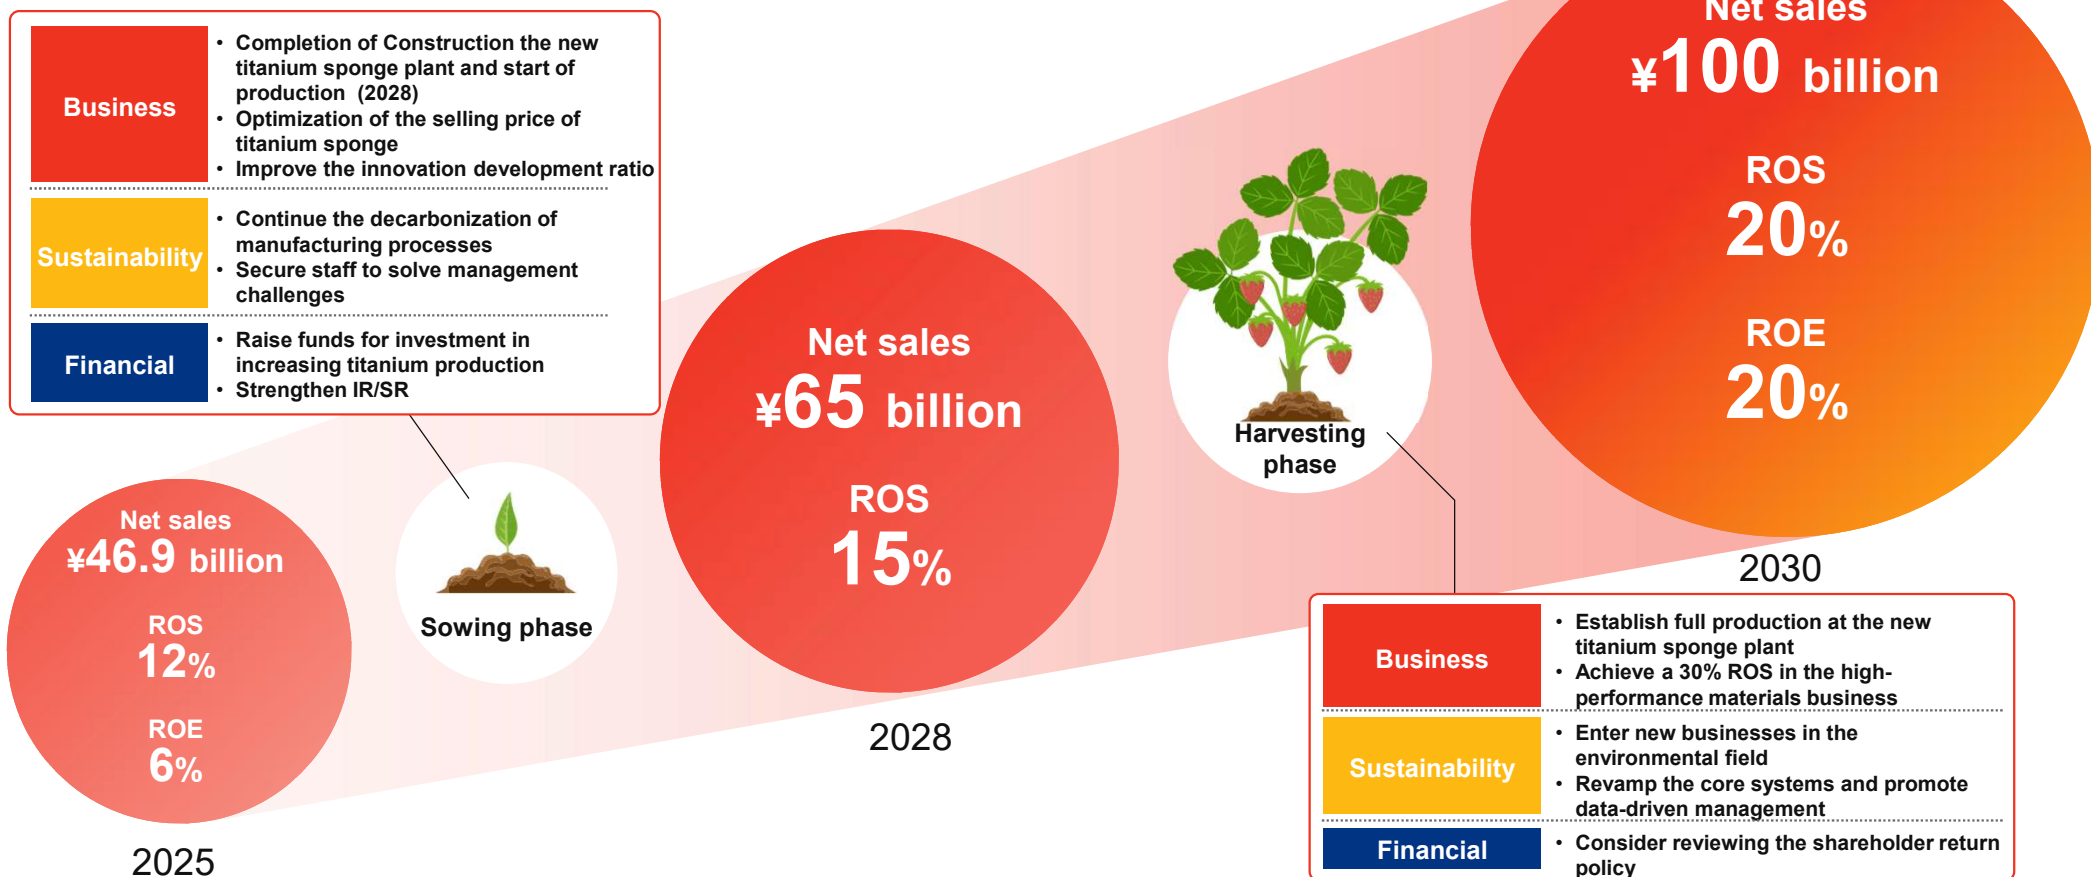 Business
• Completion of Construction the new
titanium sponge plant and start of
production (2028)
• Optimization of the selling price of
titanium sponge
• Improve the innovation development ratio
Sustainability
• Continue the decarbonization of
manufacturing processes
• Secure staff to solve management
challenges
Financial
• Raise funds for investment in
increasing titanium production
• Strengthen IR/SR
Net sales
¥46.9 billion
ROS
12%
ROE
6%
2025
Sowing phase
Net sales
¥65 billion
ROS
15%
2028
Harvesting
phase
Net sales
¥100 billion
ROS
20%
ROE
20%
2030
Business
• Establish full production at the new
titanium sponge plant
• Achieve a 30% ROS in the high-
performance materials business
Sustainability
• Enter new businesses in the
environmental field
• Revamp the core systems and promote
data-driven management
Financial
• Consider reviewing the shareholder return
policy